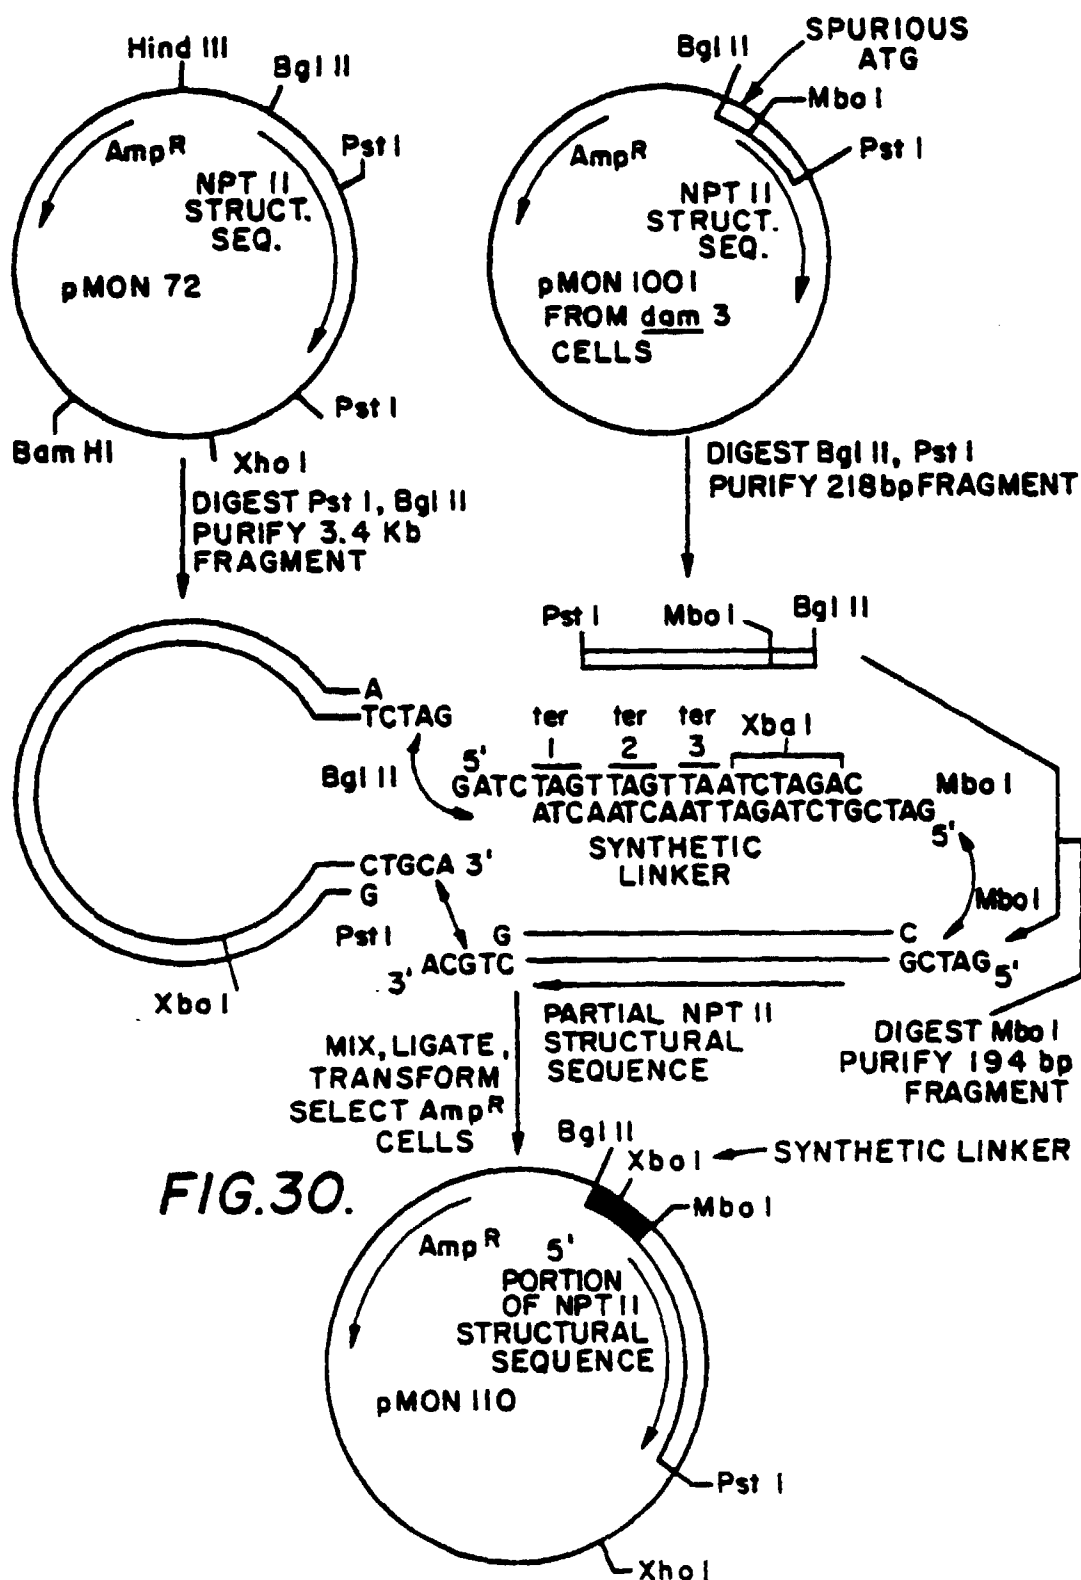 Hind III
Bgl II
Pst I
Amp R
NPT II
STRUCT.
SEQ.
pMON 72
Pst I
Bam HI
Xho I
SPURIOUS
ATG
Bgl II
Mbo I
Pst I
Amp R
NPT II
STRUCT.
SEQ.
pMON 1001
FROM dam 3
CELLS
DIGEST Pst I, Bgl II
PURIFY 3.4 Kb
FRAGMENT
DIGEST Bgl II, Pst I
PURIFY 218bp FRAGMENT
Pst I
Mbo I
Bgl II
A
TCTAG
Bgl II
ter
1
ter
2
ter
3
Xba I
5'
GATC TAGT TAGT TAATCTAGAC
ATCAATCAATTAGATCTGCTAG
5'
Mbo I
SYNTHETIC
LINKER
CTGCA 3'
G
Pst I
Xba I
G
3' ACGTC
C
GCTAG 5'
Mbo I
PARTIAL NPT II
STRUCTURAL
SEQUENCE
DIGEST Mbo I
PURIFY 194 bp
FRAGMENT
MIX, LIGATE,
TRANSFORM
SELECT Amp R
CELLS
FIG.30.
Bgl II
Xba I
SYNTHETIC LINKER
Mbo I
Amp R
5'
PORTION
OF NPT II
STRUCTURAL
SEQUENCE
pMON 110
Pst I
Xho I